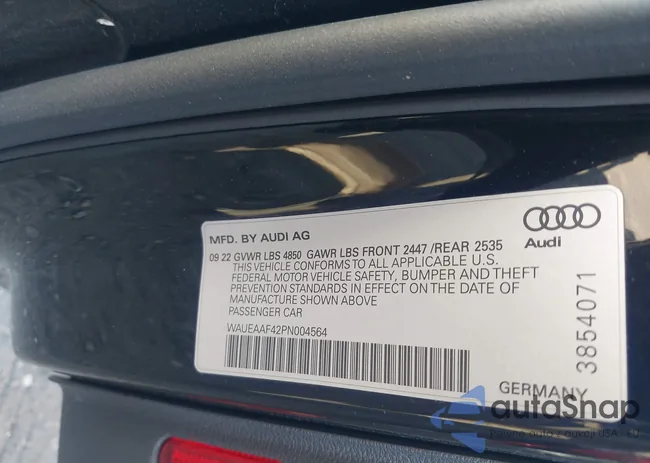 MFD. BY AUDI AG
09 22 GVWR LBS 4850 GAWR LBS FRONT 2447 /REAR 2535
THIS VEHICLE CONFORMS TO ALL APPLICABLE U.S.
FEDERAL MOTOR VEHICLE SAFETY, BUMPER AND THEFT
PREVENTION STANDARDS IN EFFECT ON THE DATE OF
MANUFACTURE SHOWN ABOVE
PASSENGER CAR
WAUEAAF42PN004564
Audi
3854071
GERMANY
autaShap